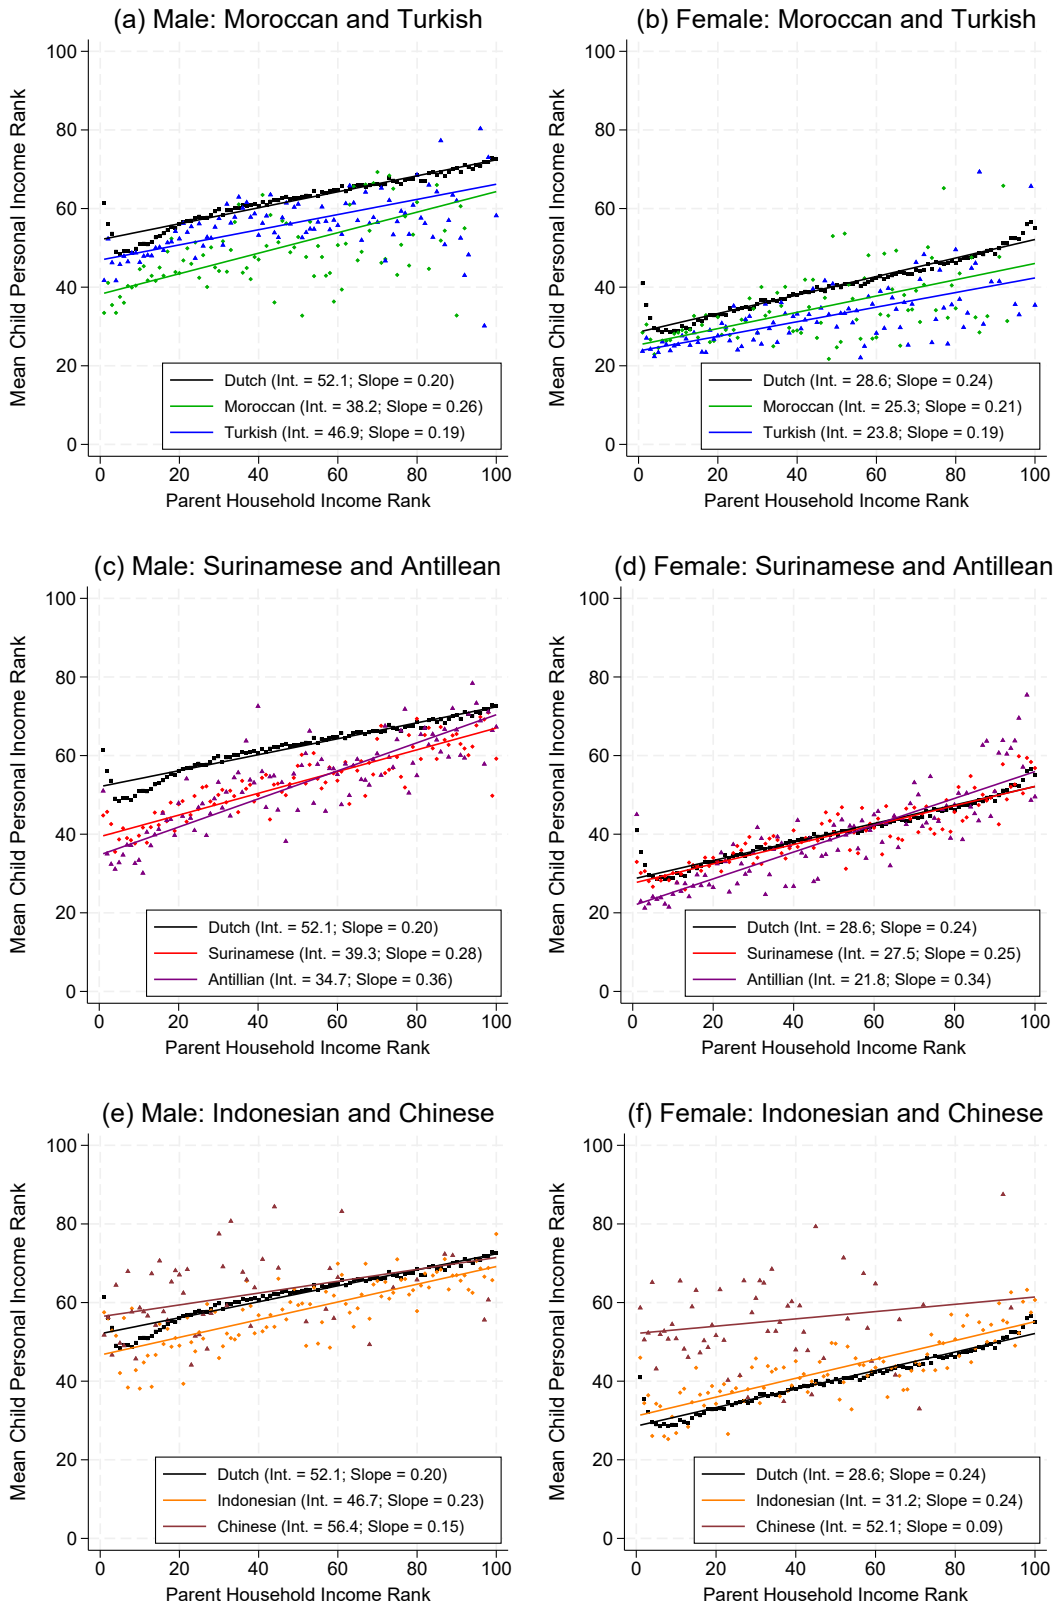 (a) Male: Moroccan and Turkish
Mean Child Personal Income Rank
100
80
60
40
20
0
Dutch (Int. = 52.1; Slope = 0.20)
Moroccan (Int. = 38.2; Slope = 0.26)
Turkish (Int. = 46.9; Slope = 0.19)
0 20 40 60 80 100
Parent Household Income Rank
(b) Female: Moroccan and Turkish
Mean Child Personal Income Rank
100
80
60
40
20
0
Dutch (Int. = 28.6; Slope = 0.24)
Moroccan (Int. = 25.3; Slope = 0.21)
Turkish (Int. = 23.8; Slope = 0.19)
0 20 40 60 80 100
Parent Household Income Rank
(c) Male: Surinamese and Antillean
Mean Child Personal Income Rank
100
80
60
40
20
0
Dutch (Int. = 52.1; Slope = 0.20)
Surinamese (Int. = 39.3; Slope = 0.28)
Antillian (Int. = 34.7; Slope = 0.36)
0 20 40 60 80 100
Parent Household Income Rank
(d) Female: Surinamese and Antillean
Mean Child Personal Income Rank
100
80
60
40
20
0
Dutch (Int. = 28.6; Slope = 0.24)
Surinamese (Int. = 27.5; Slope = 0.25)
Antillian (Int. = 21.8; Slope = 0.34)
0 20 40 60 80 100
Parent Household Income Rank
(e) Male: Indonesian and Chinese
Mean Child Personal Income Rank
100
80
60
40
20
0
Dutch (Int. = 52.1; Slope = 0.20)
Indonesian (Int. = 46.7; Slope = 0.23)
Chinese (Int. = 56.4; Slope = 0.15)
0 20 40 60 80 100
Parent Household Income Rank
(f) Female: Indonesian and Chinese
Mean Child Personal Income Rank
100
80
60
40
20
0
Dutch (Int. = 28.6; Slope = 0.24)
Indonesian (Int. = 31.2; Slope = 0.24)
Chinese (Int. = 52.1; Slope = 0.09)
0 20 40 60 80 100
Parent Household Income Rank